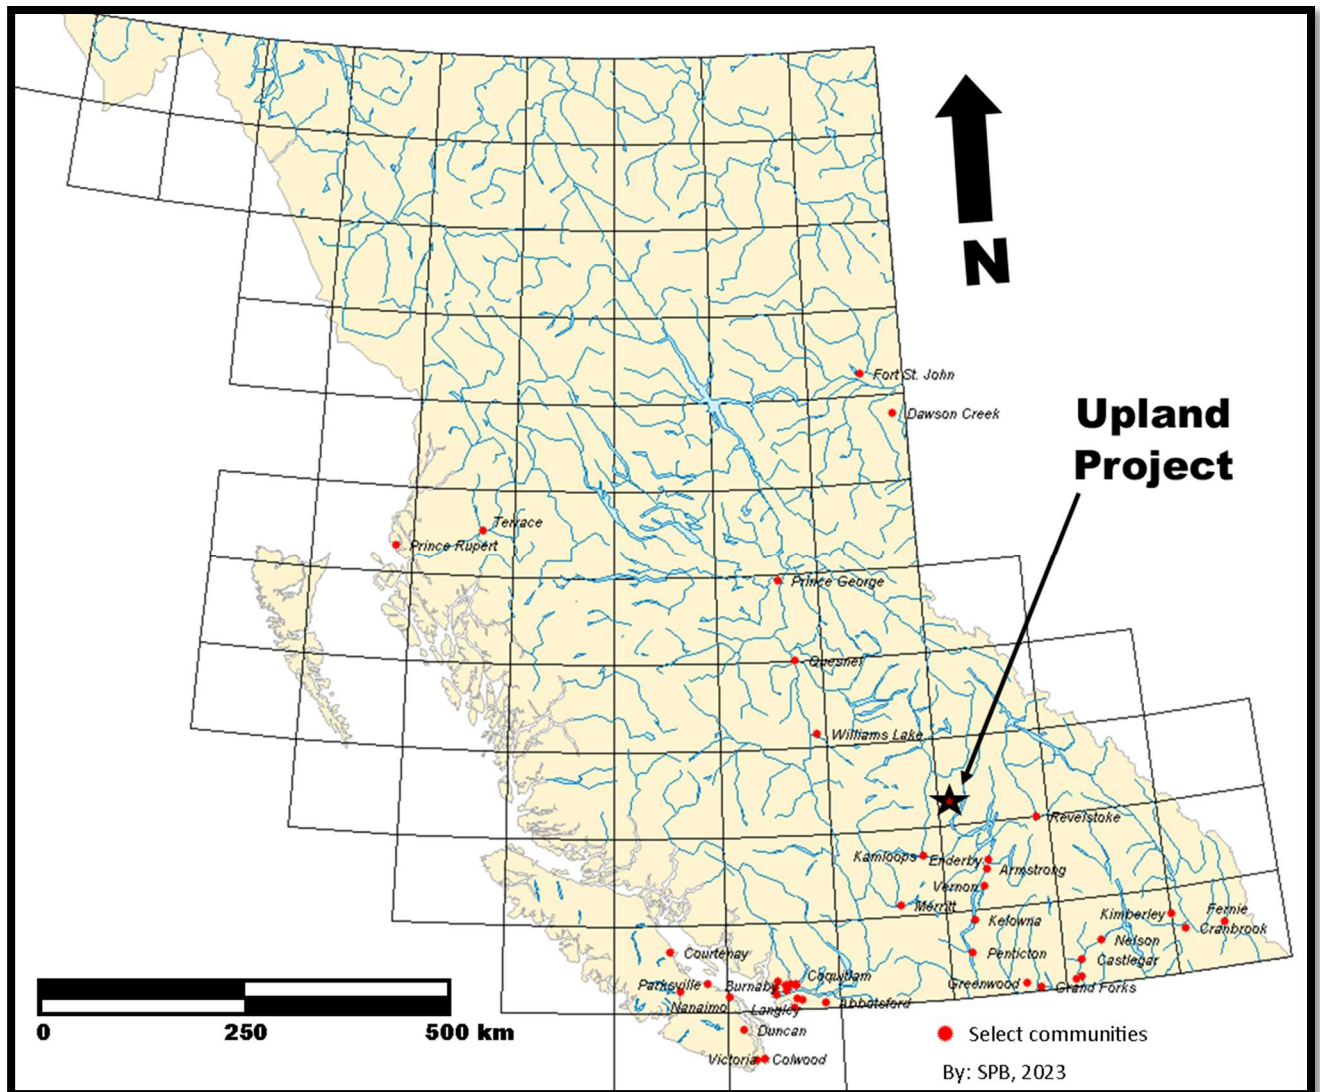 N
Fort St. John
Dawson Creek
Upland
Project
Terrace
Prince Rupert
Prince George
Quesnel
Williams Lake
Revelstoke
Kamloops
Enderby
Armstrong
Vernon
Merritt
Kelowna
Kimberley
Fernie
Cranbrook
Nelson
Courtenay
Penticton
Castlegar
Coquitlam
Parksville
Burnaby
Greenwood
Grand Forks
Nanaimo
Langley
Abbotsford
Duncan
Victoria
Colwood
0 250 500 km
Select communities
By: SPB, 2023